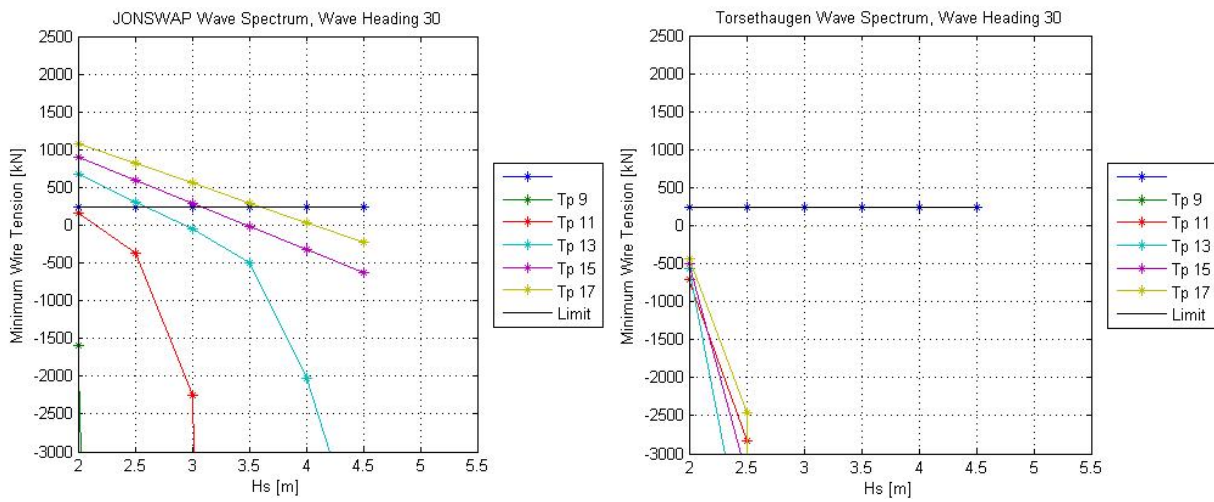 JONSWAP Wave Spectrum, Wave Heading 30
2500
2000
1500
1000
500
0
-500
-1000
-1500
-2000
-2500
-3000
2 2.5 3 3.5 4 4.5 5 5.5
Hs [m]
Minimum Wire Tension [kN]
Tp 9
Tp 11
Tp 13
Tp 15
Tp 17
Limit
Torsethaugen Wave Spectrum, Wave Heading 30
2500
2000
1500
1000
500
0
-500
-1000
-1500
-2000
-2500
-3000
2 2.5 3 3.5 4 4.5 5 5.5
Hs [m]
Minimum Wire Tension [kN]
Tp 9
Tp 11
Tp 13
Tp 15
Tp 17
Limit